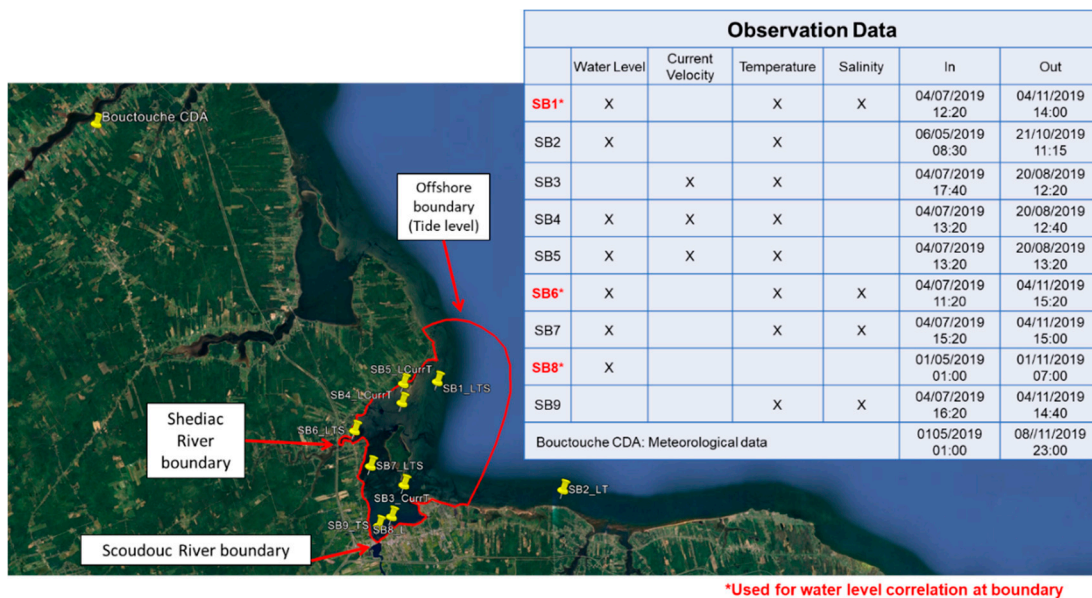 Observation Data
Water Level Current Velocity Temperature Salinity In Out
SB1* X X X 04/07/2019 12:20 04/11/2019 14:00
SB2 X X 06/05/2019 08:30 21/10/2019 11:15
SB3 X X 04/07/2019 17:40 20/08/2019 12:20
SB4 X X X 04/07/2019 13:20 20/08/2019 12:40
SB5 X X X 04/07/2019 13:20 20/08/2019 13:20
SB6* X X X 04/07/2019 11:20 04/11/2019 15:20
SB7 X X X 04/07/2019 15:20 04/11/2019 15:00
SB8* X 01/05/2019 01:00 01/11/2019 07:00
SB9 X X 04/07/2019 16:20 04/11/2019 14:40
Bouctouche CDA: Meteorological data 0105/2019 01:00 08//11/2019 23:00
Bouctouche CDA
Offshore
boundary
(Tide level)
SB5_LCurrT
SB1_LTS
SB4_LCurrT
Shediac
River
boundary
SB6_LTS
SB7_LTS
SB3_CurrT
SB2_LT
SB9_TS
SB8_L
Scoudouc River boundary
*Used for water level correlation at boundary